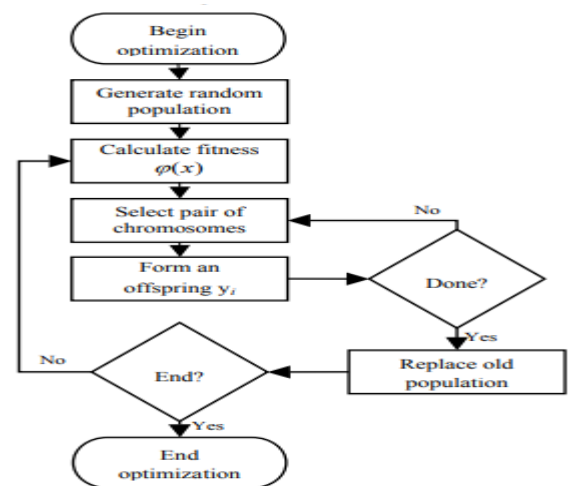 Begin
optimization
Generate random
population
Calculate fitness
φ(x)
Select pair of
chromosomes
Form an
offspring yᵢ
No
Done?
Yes
Replace old
population
No
End?
Yes
End
optimization